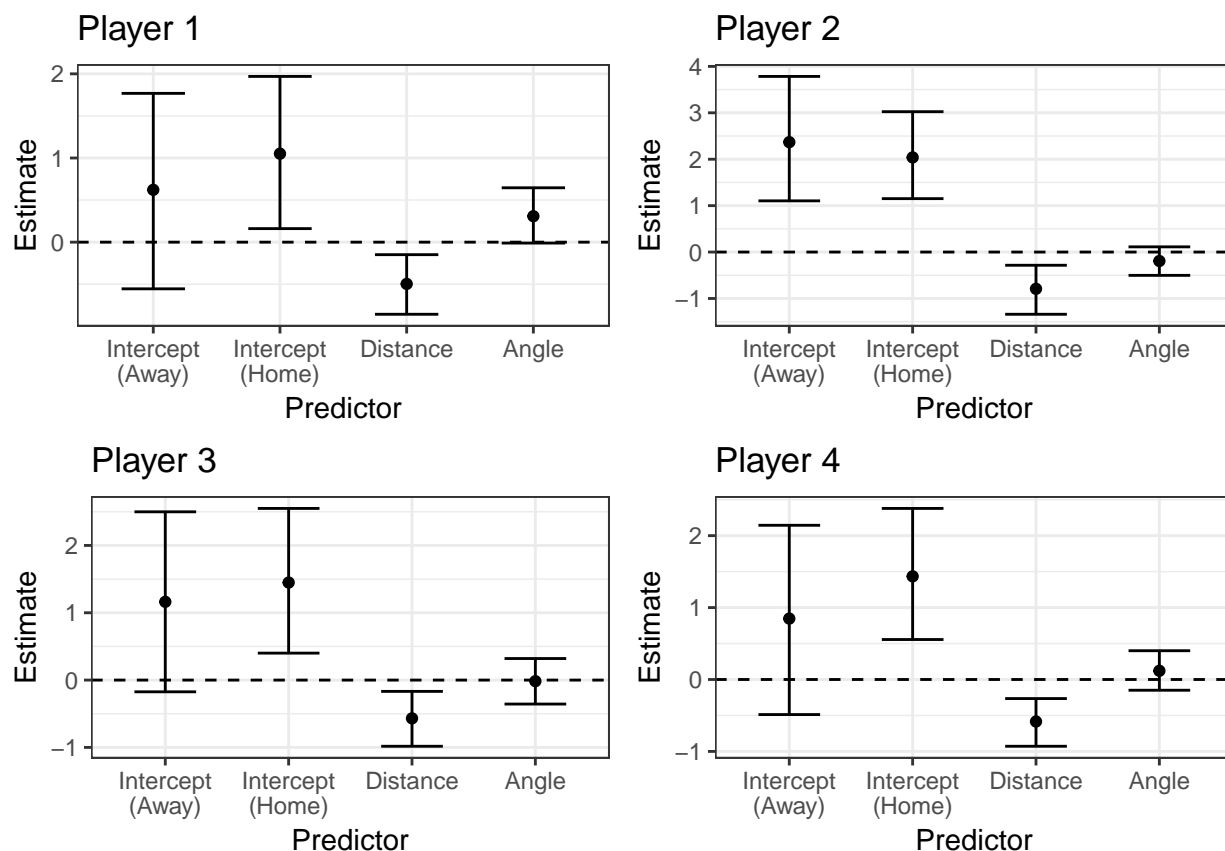 Player 1
Estimate
2
1
0
Intercept
(Away)
Intercept
(Home)
Distance
Angle
Predictor
Player 2
Estimate
4
3
2
1
0
−1
Intercept
(Away)
Intercept
(Home)
Distance
Angle
Predictor
Player 3
Estimate
2
1
0
−1
Intercept
(Away)
Intercept
(Home)
Distance
Angle
Predictor
Player 4
Estimate
2
1
0
−1
Intercept
(Away)
Intercept
(Home)
Distance
Angle
Predictor